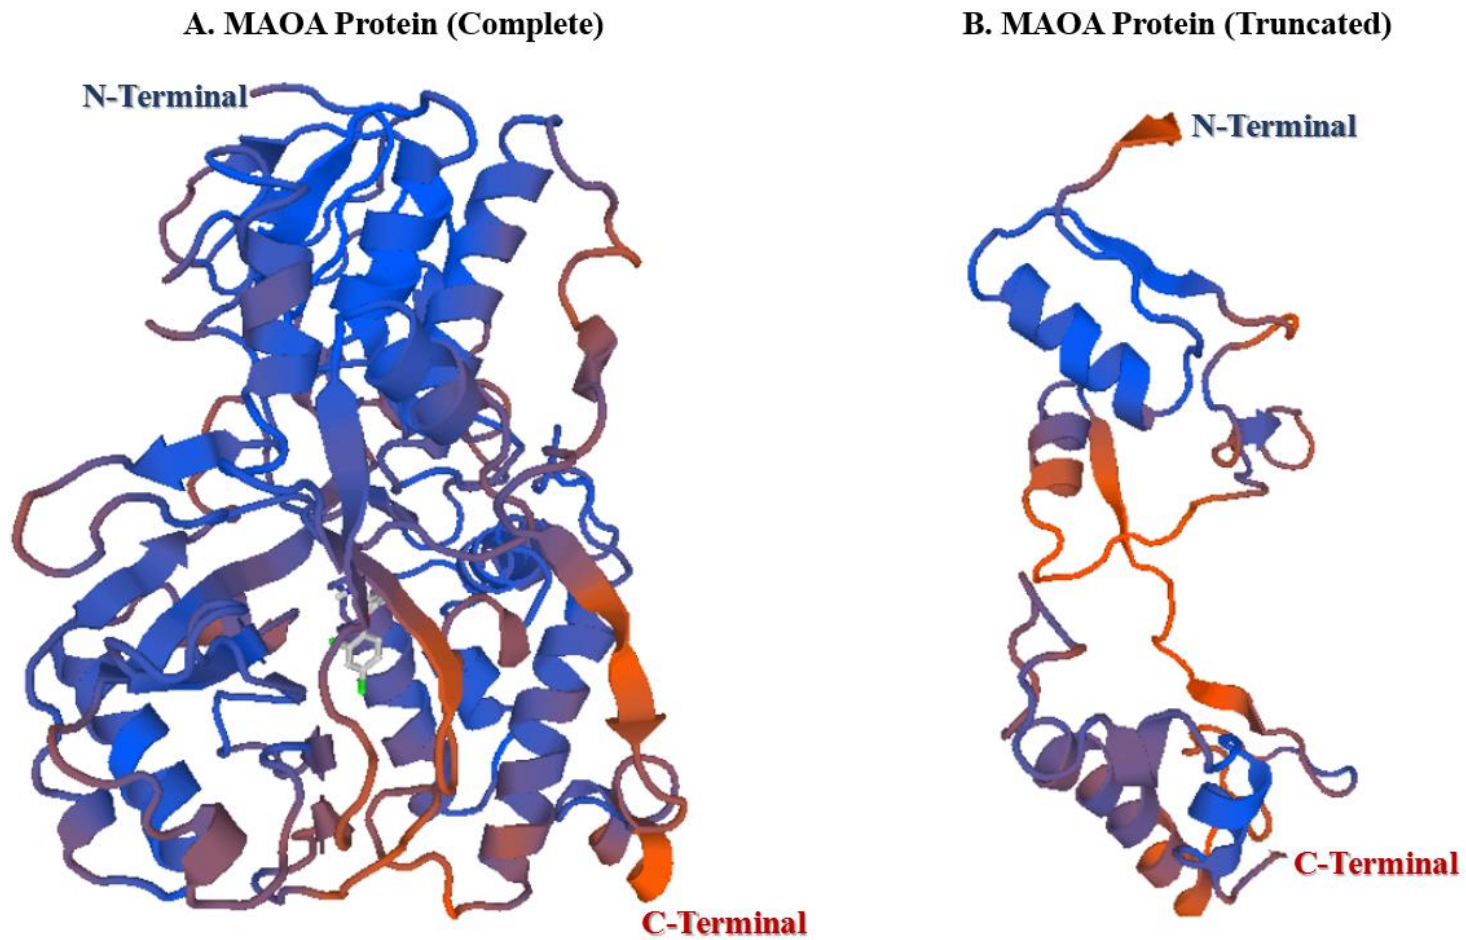 A. MAOA Protein (Complete)
B. MAOA Protein (Truncated)
N-Terminal
N-Terminal
C-Terminal
C-Terminal